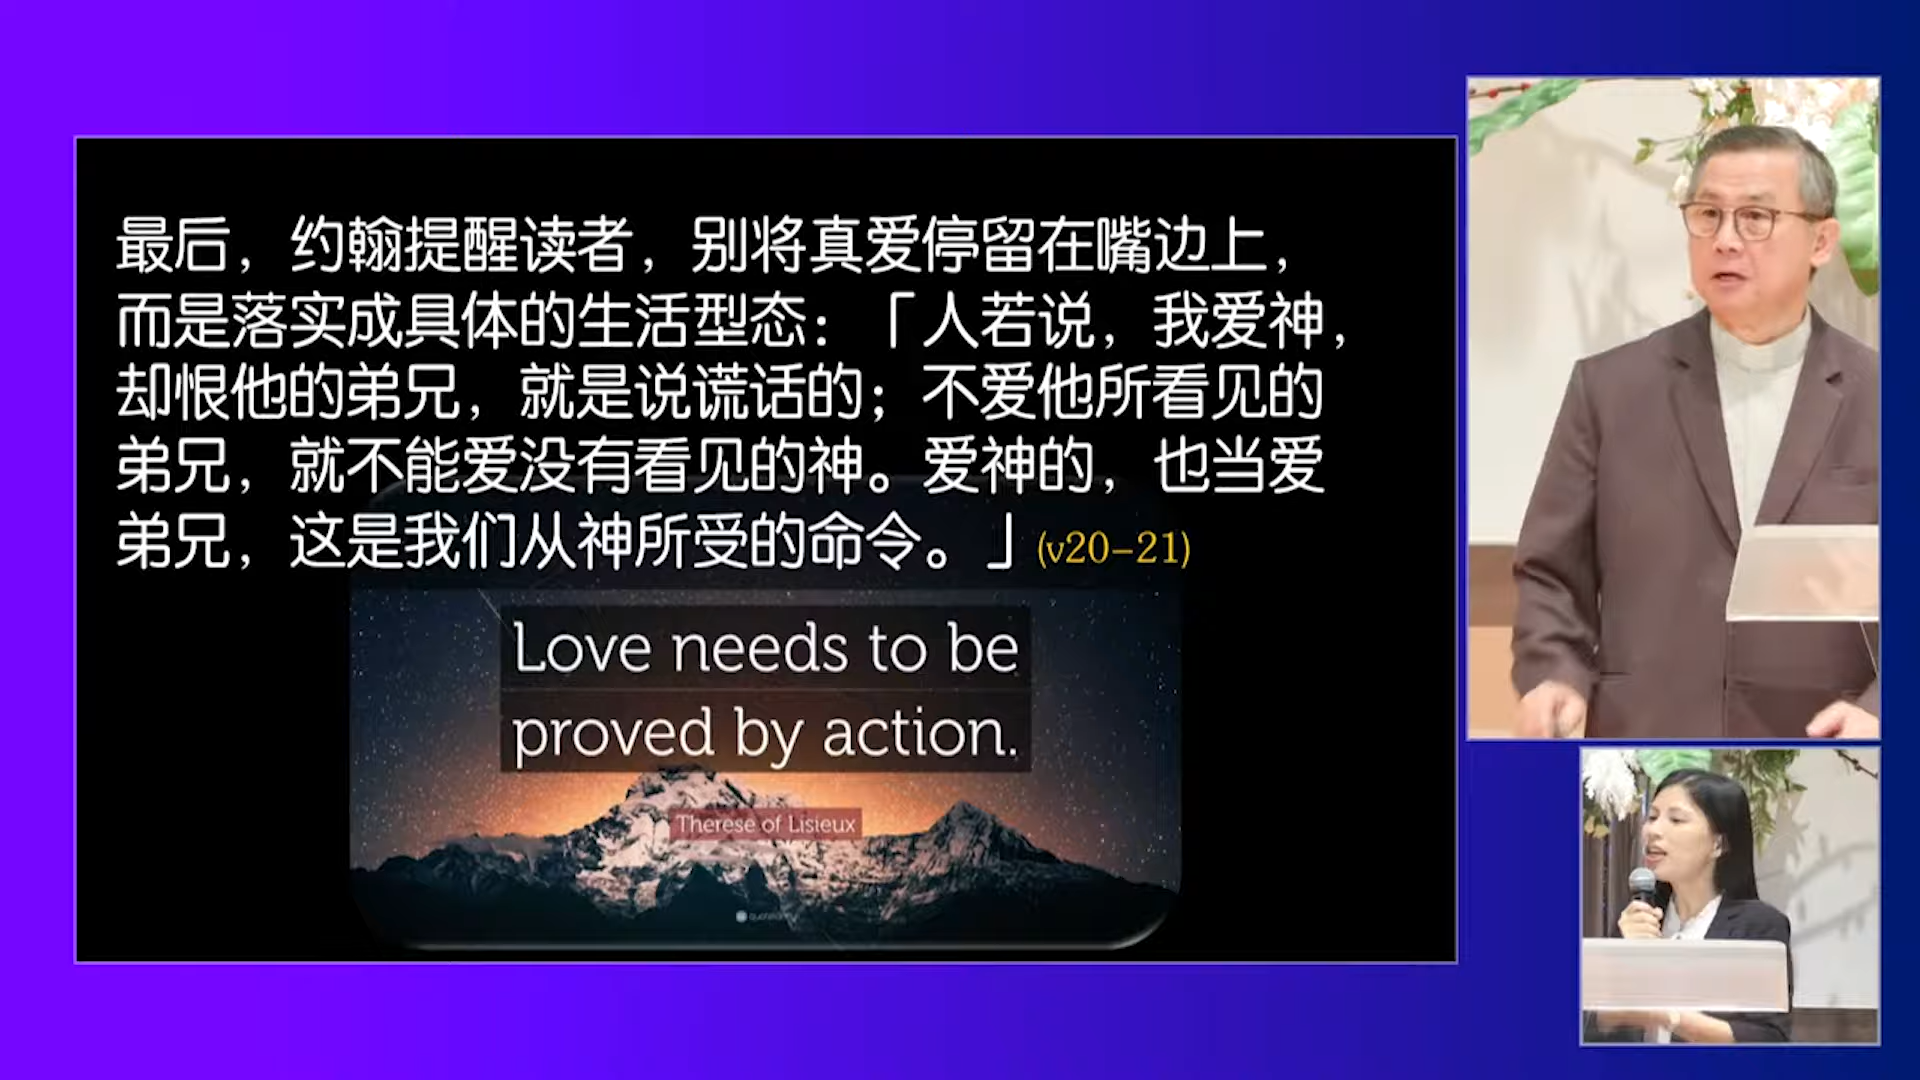 最后，约翰提醒读者，别将真爱停留在嘴边上，
而是落实成具体的生活型态：「人若说，我爱神，
却恨他的弟兄，就是说谎话的；不爱他所看见的
弟兄，就不能爱没有看见的神。爱神的，也当爱
弟兄，这是我们从神所受的命令。」(v20–21)
Love needs to be
proved by action.
Therese of Lisieux